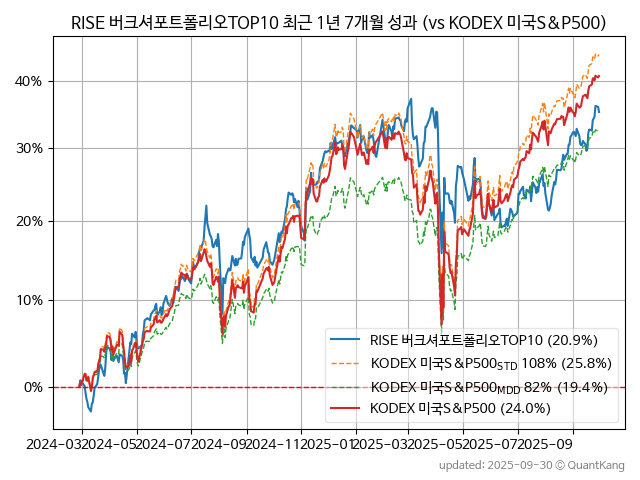 RISE 버크셔포트폴리오TOP10 최근 1년 7개월 성과 (vs KODEX 미국S&P500)
40%
30%
20%
10%
0%
RISE 버크셔포트폴리오TOP10 (20.9%)
KODEX 미국S&P500STD 108% (25.8%)
KODEX 미국S&P500MDD 82% (19.4%)
KODEX 미국S&P500 (24.0%)
2024-03 2024-05 2024-07 2024-09 2024-11 2025-01 2025-03 2025-05 2025-07 2025-09
updated: 2025-09-30 © QuantKang